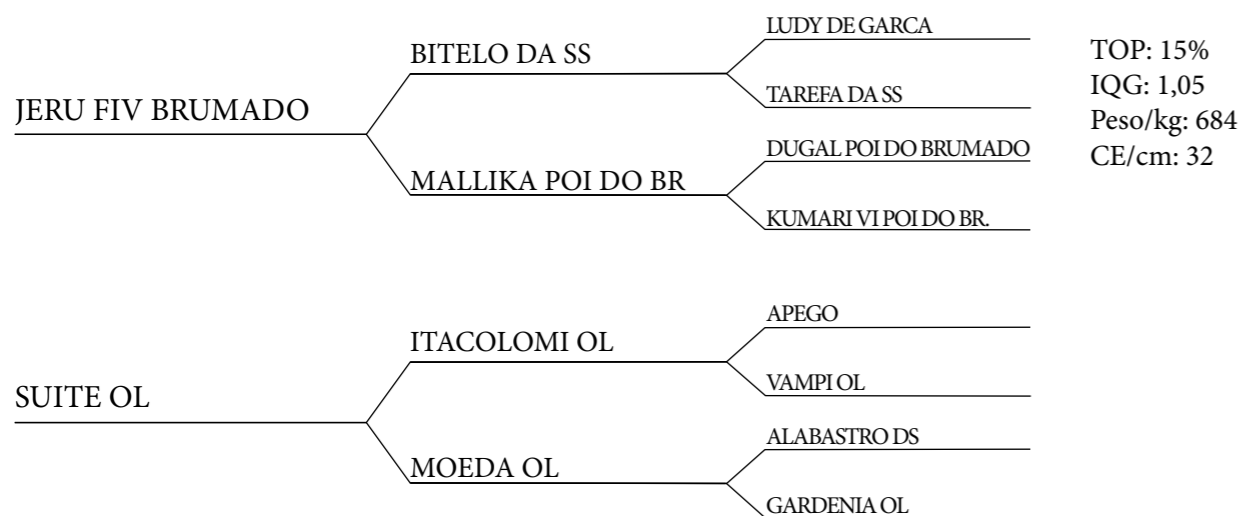 LUDY DE GARCA
BITELO DA SS
TAREFA DA SS
JERU FIV BRUMADO
DUGAL POI DO BRUMADO
MALLIKA POI DO BR
KUMARI VI POI DO BR.
TOP: 15%
IQG: 1,05
Peso/kg: 684
CE/cm: 32
APEGO
ITACOLOMI OL
VAMPI OL
SUITE OL
ALABASTRO DS
MOEDA OL
GARDENIA OL